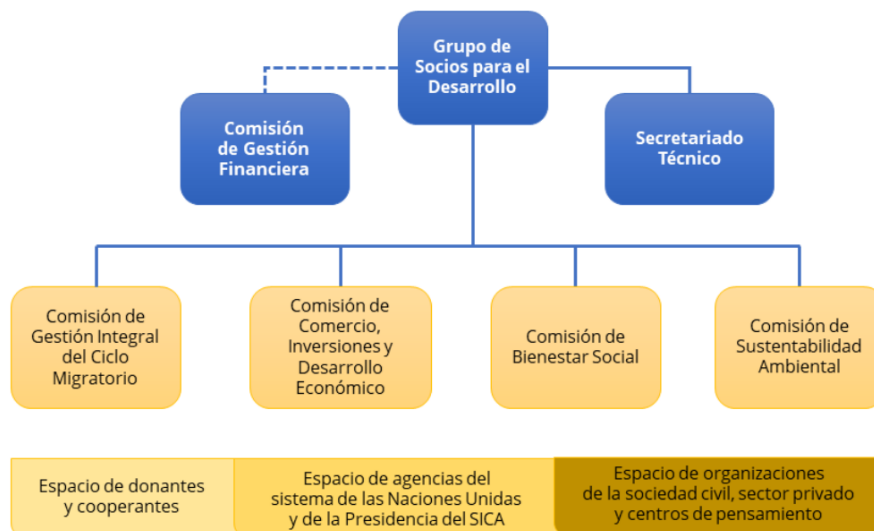 Grupo de
Socios para el
Desarrollo
Comisión
de Gestión
Financiera
Secretariado
Técnico
Comisión de
Gestión Integral
del Ciclo
Migratorio
Comisión de
Comercio,
Inversiones y
Desarrollo
Económico
Comisión de
Bienestar Social
Comisión de
Sustentabilidad
Ambiental
Espacio de donantes
y cooperantes
Espacio de agencias del
sistema de las Naciones Unidas
y de la Presidencia del SICA
Espacio de organizaciones
de la sociedad civil, sector privado
y centros de pensamiento